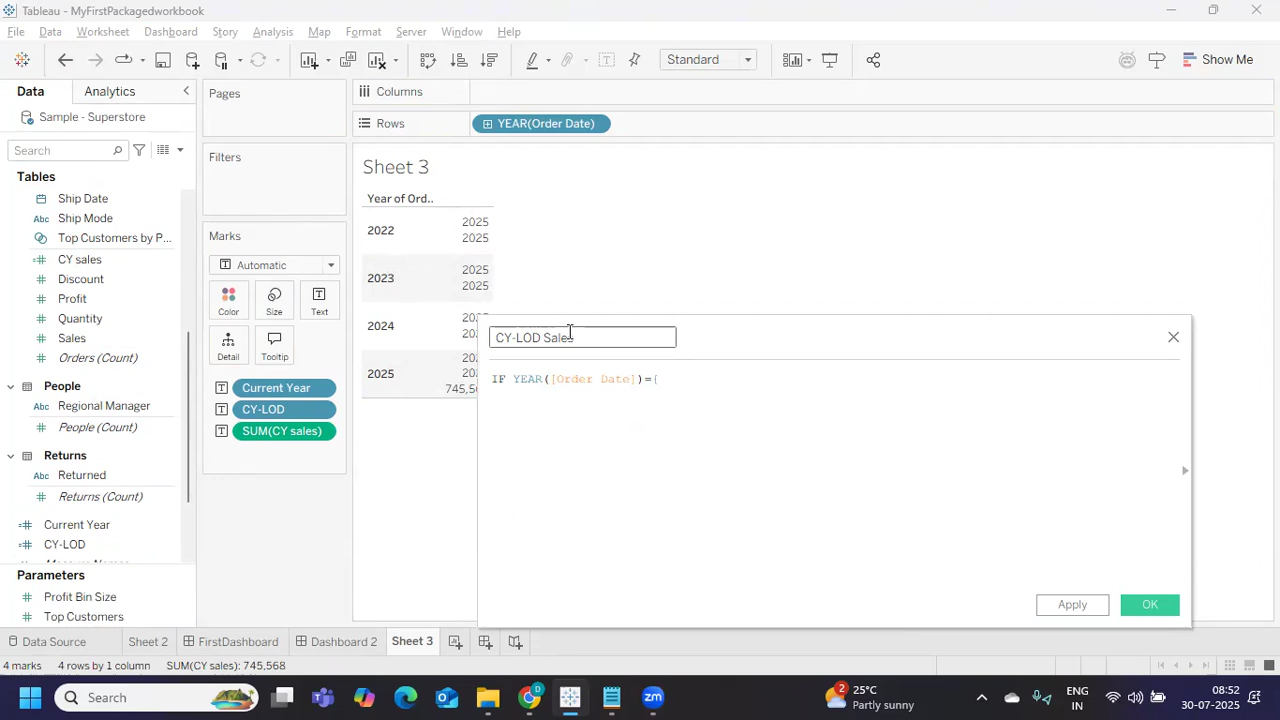 Tableau - MyFirstPackagedworkbook
File Data Worksheet Dashboard Story Analysis Map Format Server Window Help
Standard
Show Me
Data Analytics
Sample - Superstore
Search
Tables
Ship Date
Abc Ship Mode
Top Customers by P...
CY sales
Discount
Profit
Quantity
Sales
Orders (Count)
People
Abc Regional Manager
People (Count)
Returns
Abc Returned
Returns (Count)
Current Year
CY-LOD
Parameters
Profit Bin Size
Top Customers
Pages
Filters
Marks
Automatic
Color Size Text
Detail Tooltip
Current Year
CY-LOD
SUM(CY sales)
Columns
Rows YEAR(Order Date)
Sheet 3
Year of Ord..
2022 2025
2025
2023 2025
2025
2024
2025
CY-LOD Sales
IF YEAR([Order Date])={
Apply OK
Data Source Sheet 2 FirstDashboard Dashboard 2 Sheet 3
4 marks 4 rows by 1 column SUM(CY sales): 745,568
Search
2
25°C
Partly sunny
ENG
IN
08:52
30-07-2025